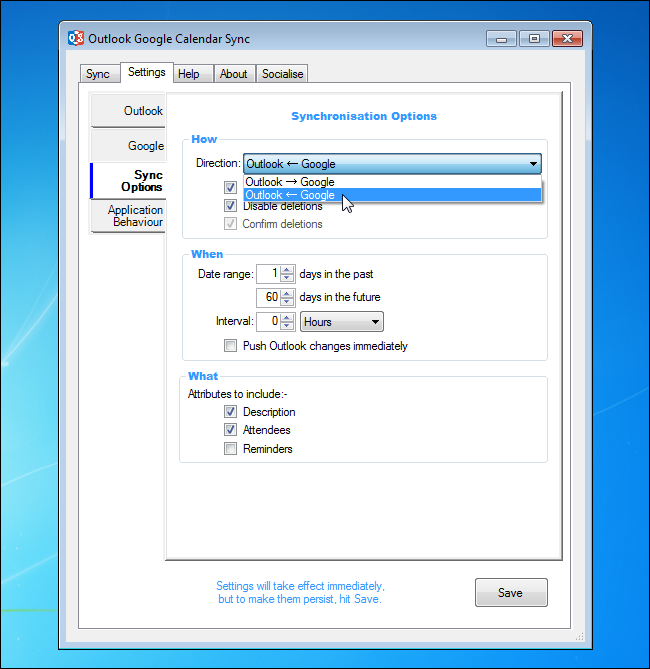 Outlook Google Calendar Sync
Sync Settings Help About Socialise
Outlook
Google
Sync
Options
Application
Behaviour
Synchronisation Options
How
Direction: Outlook ← Google
Outlook → Google
Outlook ← Google
Disable deletions
Confirm deletions
When
Date range: 1 days in the past
60 days in the future
Interval: 0 Hours
Push Outlook changes immediately
What
Attributes to include:-
Description
Attendees
Reminders
Settings will take effect immediately,
but to make them persist, hit Save.
Save